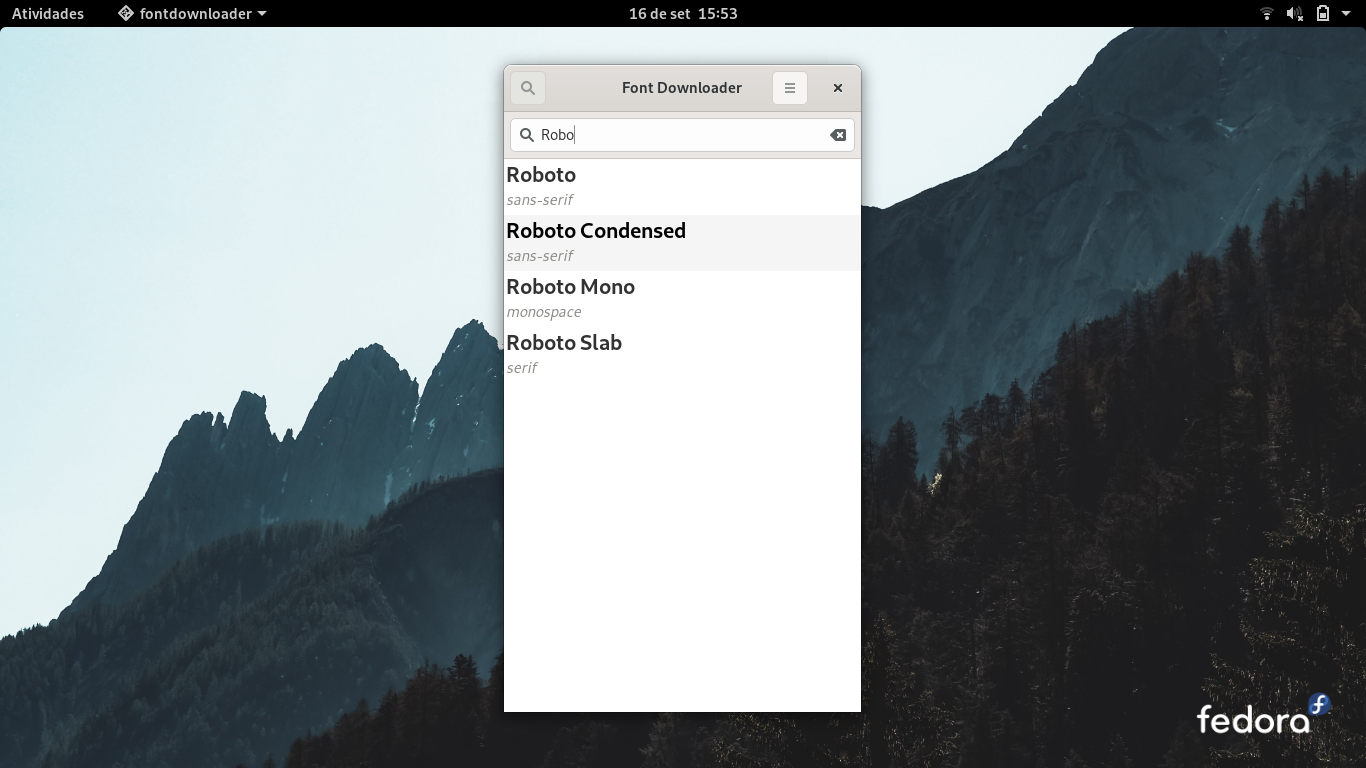 Atividades fontdownloader 16 de set 15:53
Font Downloader
Robo
Roboto
sans-serif
Roboto Condensed
sans-serif
Roboto Mono
monospace
Roboto Slab
serif
fedora